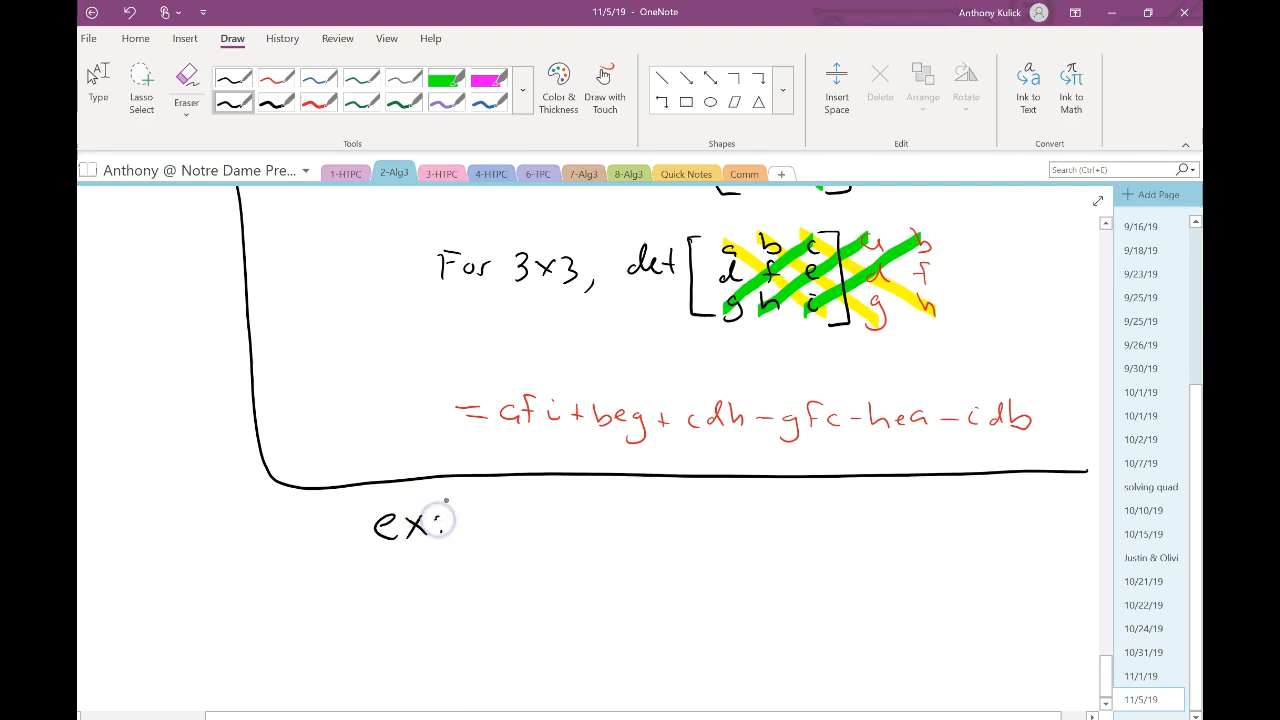 11/5/19 - OneNote
Anthony Kulick
File Home Insert Draw History Review View Help
Type
Lasso Select
Eraser
Color & Thickness
Draw with Touch
Insert Space
Delete
Arrange
Rotate
Ink to Text
Ink to Math
Tools
Shapes
Edit
Convert
Anthony @ Notre Dame Pre...
1-HTPC 2-Alg3 3-HTPC 4-HTPC 6-TPC 7-Alg3 8-Alg3 Quick Notes Comm
Search (Ctrl+E)
Add Page
9/16/19
9/18/19
9/23/19
9/25/19
9/25/19
9/26/19
9/30/19
10/1/19
10/1/19
10/2/19
10/7/19
solving quad
10/10/19
10/15/19
Justin & Olivi
10/21/19
10/22/19
10/24/19
10/31/19
11/1/19
11/5/19
For 3x3, det
a b c a b
d f e d f
g h i g h
= afi + beg + cdh - gfc - hea - idb
ex: